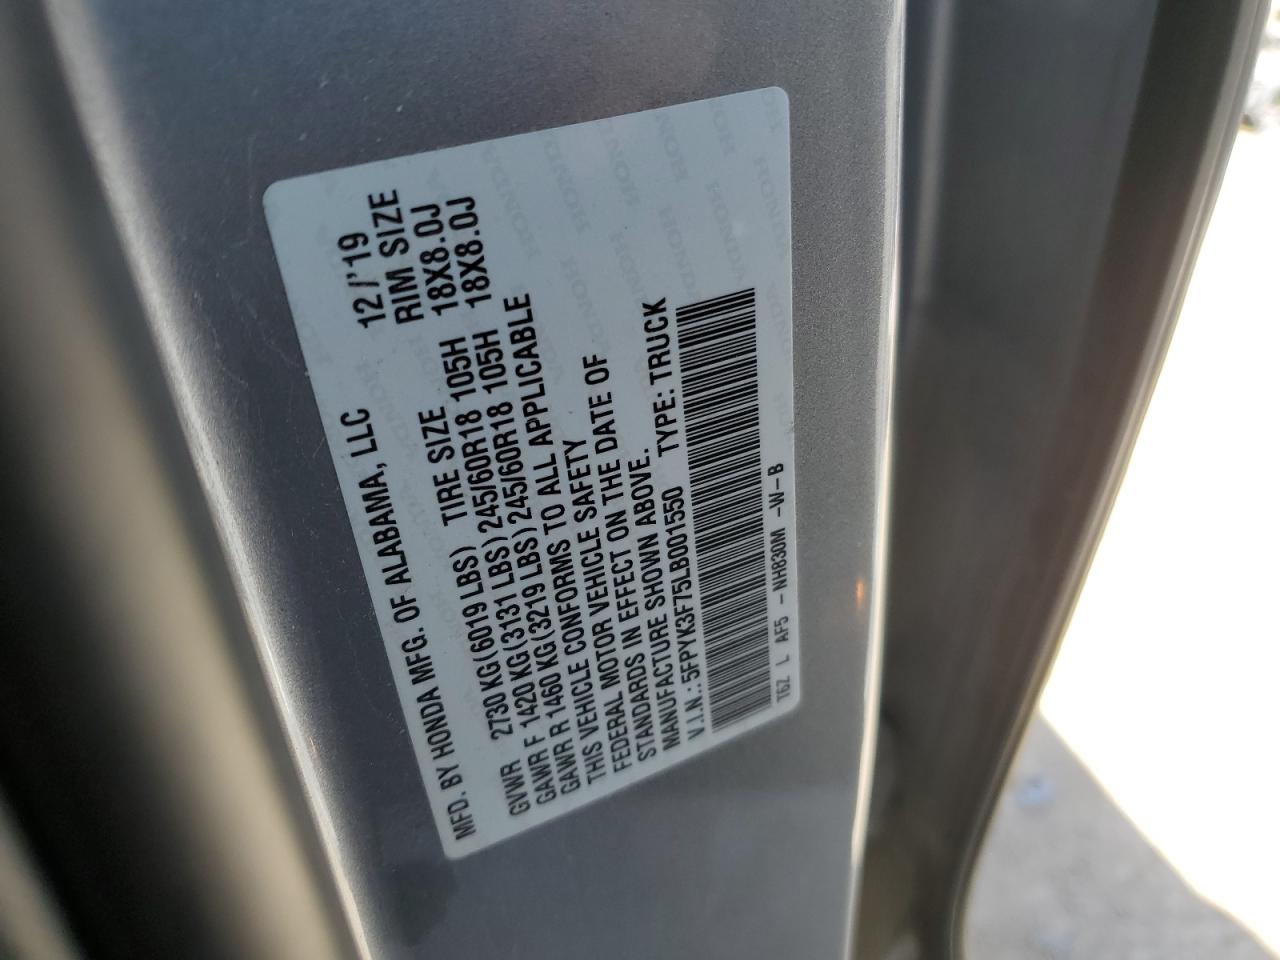 MFD. BY HONDA MFG. OF ALABAMA, LLC 12/'19
GVWR 2730 KG(6019 LBS) TIRE SIZE RIM SIZE
GAWR F 1420 KG(3131 LBS)245/60R18 105H 18X8.0J
GAWR R 1460 KG(3219 LBS)245/60R18 105H 18X8.0J
THIS VEHICLE CONFORMS TO ALL APPLICABLE
FEDERAL MOTOR VEHICLE SAFETY
STANDARDS IN EFFECT ON THE DATE OF
MANUFACTURE SHOWN ABOVE.
V.I.N.: 5FPYK3F75LB001550 TYPE: TRUCK
T6Z L AF5 - NH830M -W-B